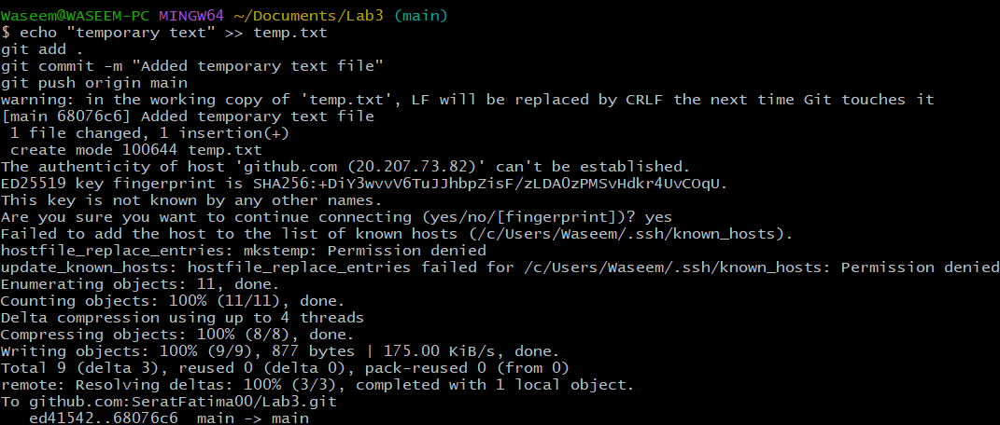 Waseem@WASEEM-PC MINGW64 ~/Documents/Lab3 (main)
$ echo "temporary text" >> temp.txt
git add .
git commit -m "Added temporary text file"
git push origin main
warning: in the working copy of 'temp.txt', LF will be replaced by CRLF the next time Git touches it
[main 68076c6] Added temporary text file
 1 file changed, 1 insertion(+)
 create mode 100644 temp.txt
The authenticity of host 'github.com (20.207.73.82)' can't be established.
ED25519 key fingerprint is SHA256:+DiY3wvvV6TuJJhbpZisF/zLDA0zPMSvHdkr4UvCOqU.
This key is not known by any other names.
Are you sure you want to continue connecting (yes/no/[fingerprint])? yes
Failed to add the host to the list of known hosts (/c/Users/Waseem/.ssh/known_hosts).
hostfile_replace_entries: mkstemp: Permission denied
update_known_hosts: hostfile_replace_entries failed for /c/Users/Waseem/.ssh/known_hosts: Permission denied
Enumerating objects: 11, done.
Counting objects: 100% (11/11), done.
Delta compression using up to 4 threads
Compressing objects: 100% (8/8), done.
Writing objects: 100% (9/9), 877 bytes | 175.00 KiB/s, done.
Total 9 (delta 3), reused 0 (delta 0), pack-reused 0 (from 0)
remote: Resolving deltas: 100% (3/3), completed with 1 local object.
To github.com:SeratFatima00/Lab3.git
   ed41542..68076c6  main -> main